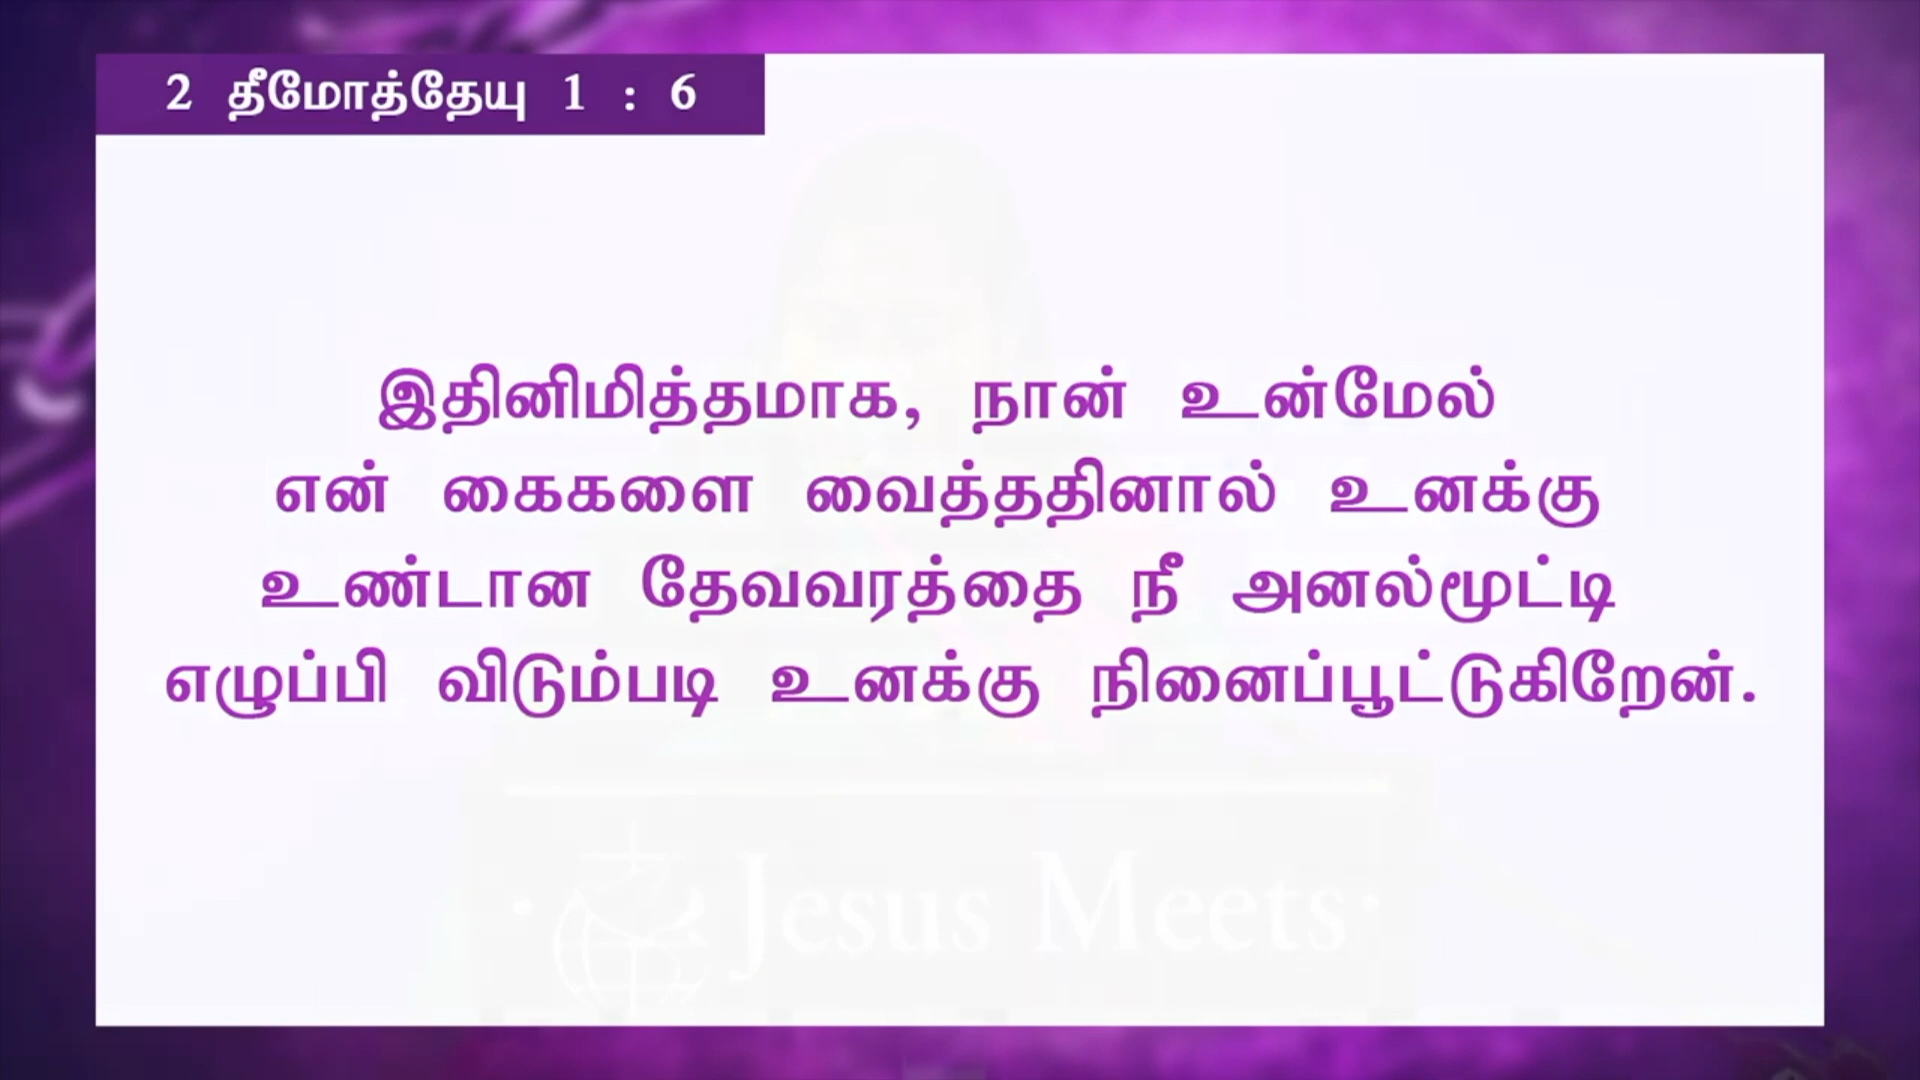 2 தீமோத்தேயு 1 : 6
இதினிமித்தமாக, நான் உன்மேல்
என் கைகளை வைத்ததினால் உனக்கு
உண்டான தேவவரத்தை நீ அனல்மூட்டி
எழுப்பி விடும்படி உனக்கு நினைப்பூட்டுகிறேன்.
Jesus Meets